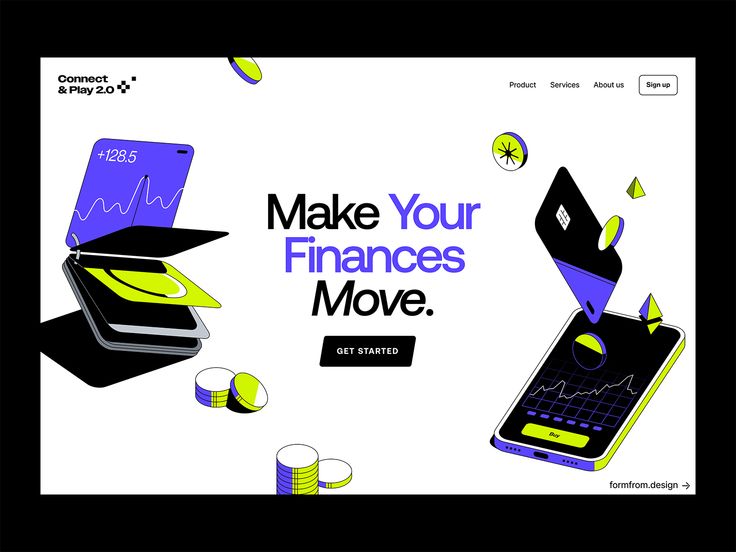 Connect
& Play 2.0
Product Services About us Sign up
+128.5
Make Your
Finances
Move.
GET STARTED
Buy
formfrom.design →